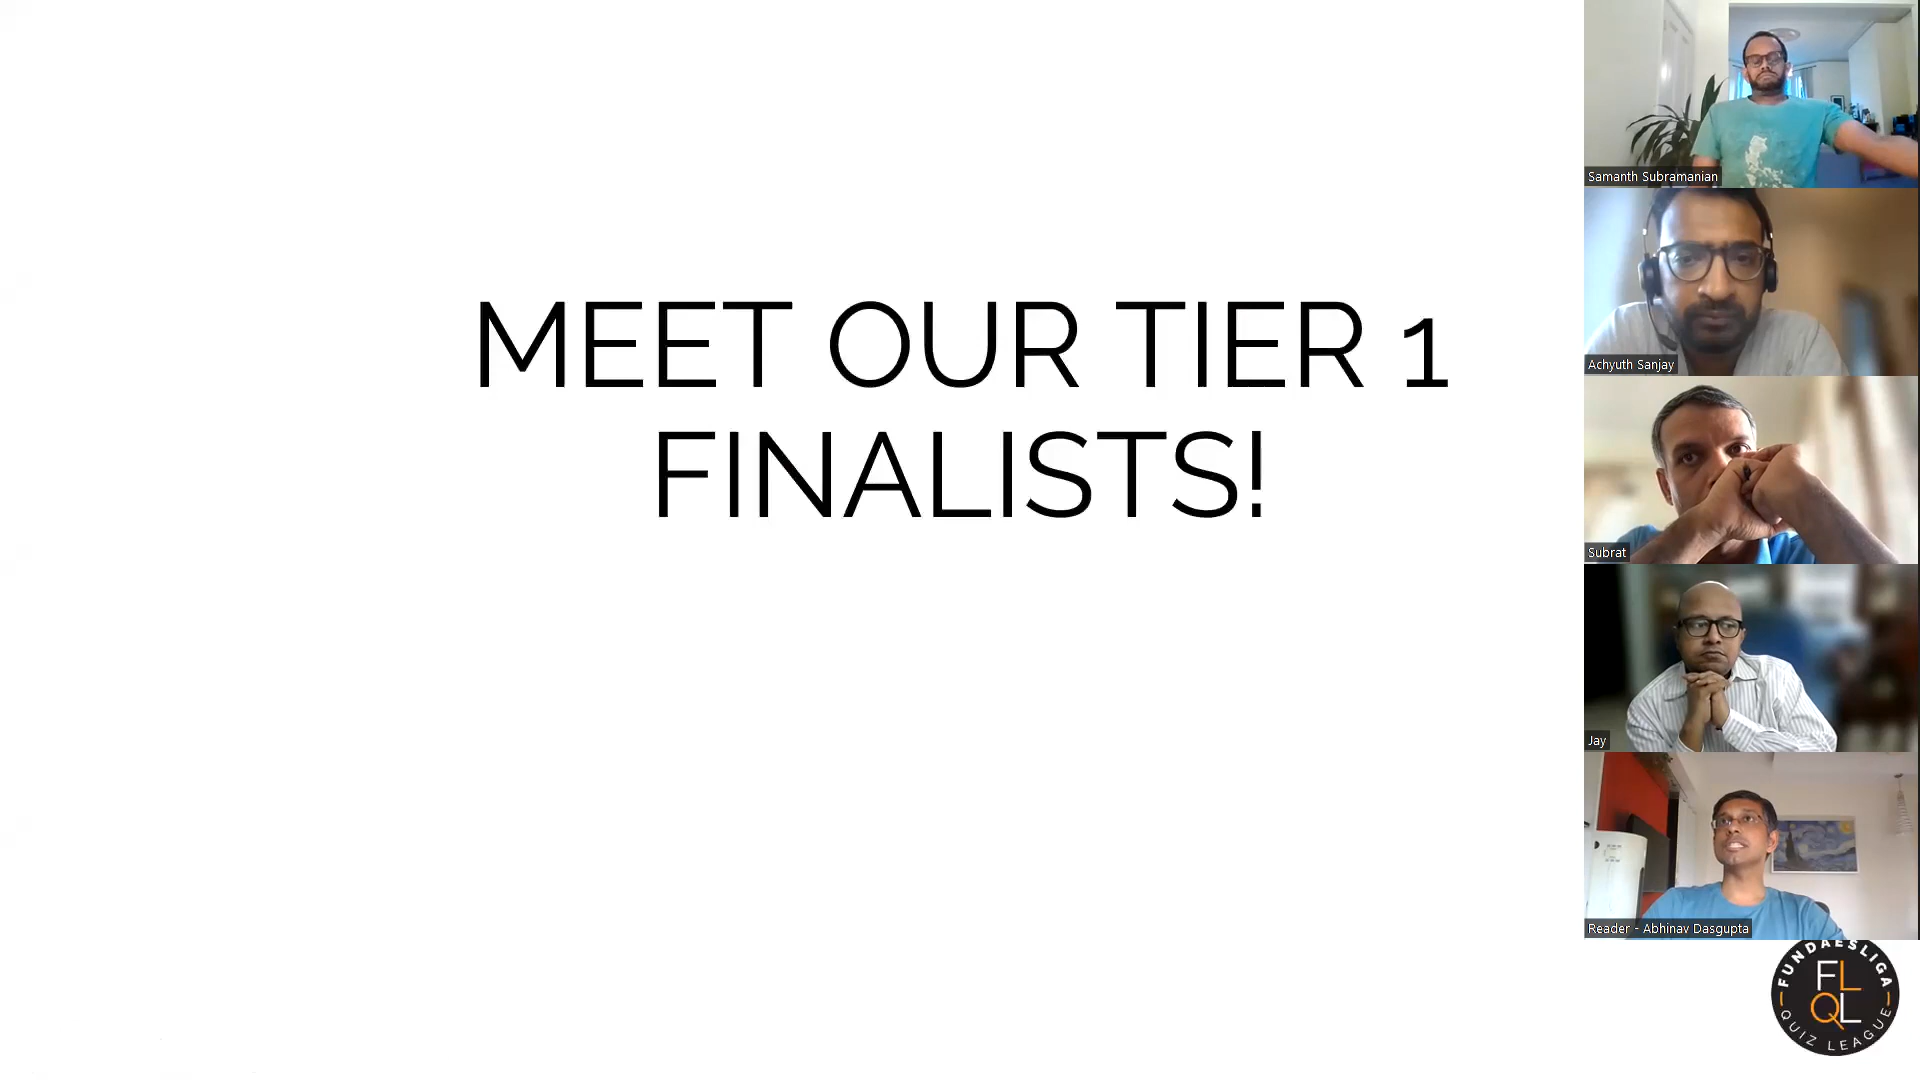 MEET OUR TIER 1
FINALISTS!
Samanth Subramanian
Achyuth Sanjay
Subrat
Jay
Reader - Abhinav Dasgupta
FUNDAESLIGA
FL
QL
QUIZ LEAGUE